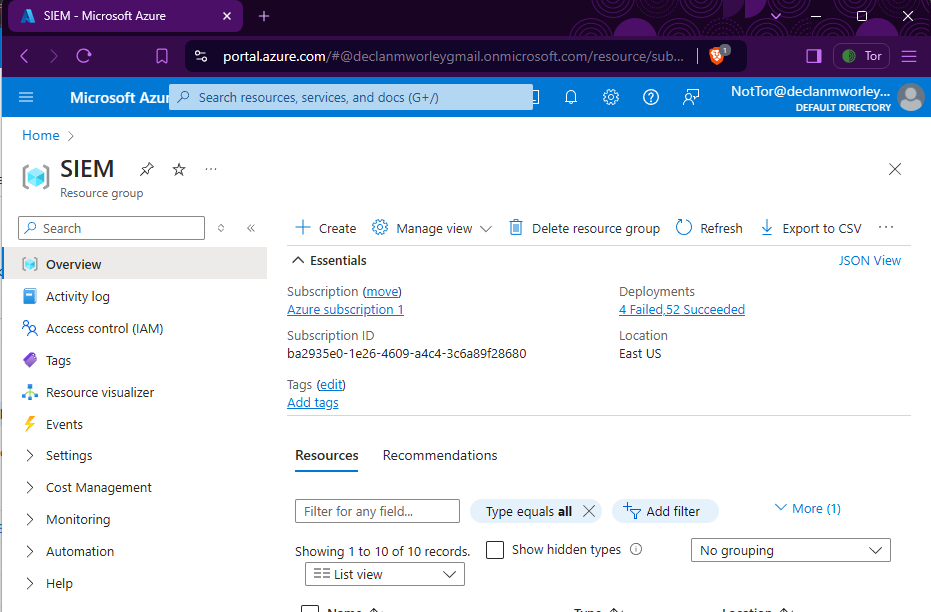 SIEM - Microsoft Azure
portal.azure.com/#@declanmworleygmail.onmicrosoft.com/resource/sub...
1
Tor
Microsoft Azur
Search resources, services, and docs (G+/)
NotTor@declanmworley...
DEFAULT DIRECTORY
Home
SIEM
Resource group
Search
Create
Manage view
Delete resource group
Refresh
Export to CSV
Overview
Activity log
Access control (IAM)
Tags
Resource visualizer
Events
Settings
Cost Management
Monitoring
Automation
Help
Essentials
JSON View
Subscription (move)
Azure subscription 1
Subscription ID
ba2935e0-1e26-4609-a4c4-3c6a89f28680
Deployments
4 Failed,52 Succeeded
Location
East US
Tags (edit)
Add tags
Resources
Recommendations
Filter for any field...
Type equals all
Add filter
More (1)
Showing 1 to 10 of 10 records.
Show hidden types
No grouping
List view
Name
Type
Location